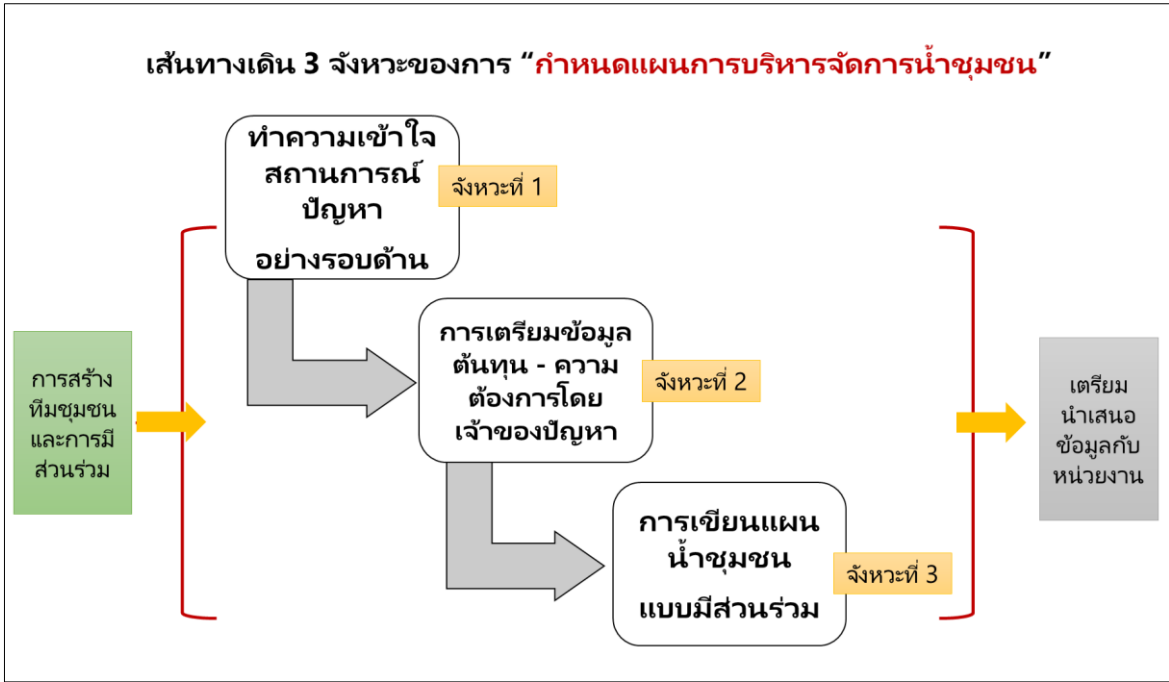 เส้นทางเดิน 3 จังหวะของการ “กำหนดแผนการบริหารจัดการน้ำชุมชน”
ทำความเข้าใจ
สถานการณ์
ปัญหา
อย่างรอบด้าน
จังหวะที่ 1
การเตรียมข้อมูล
ต้นทุน - ความ
ต้องการโดย
เจ้าของปัญหา
จังหวะที่ 2
การเขียนแผน
น้ำชุมชน
แบบมีส่วนร่วม
จังหวะที่ 3
การสร้าง
ทีมชุมชน
และการมี
ส่วนร่วม
เตรียม
นำเสนอ
ข้อมูลกับ
หน่วยงาน